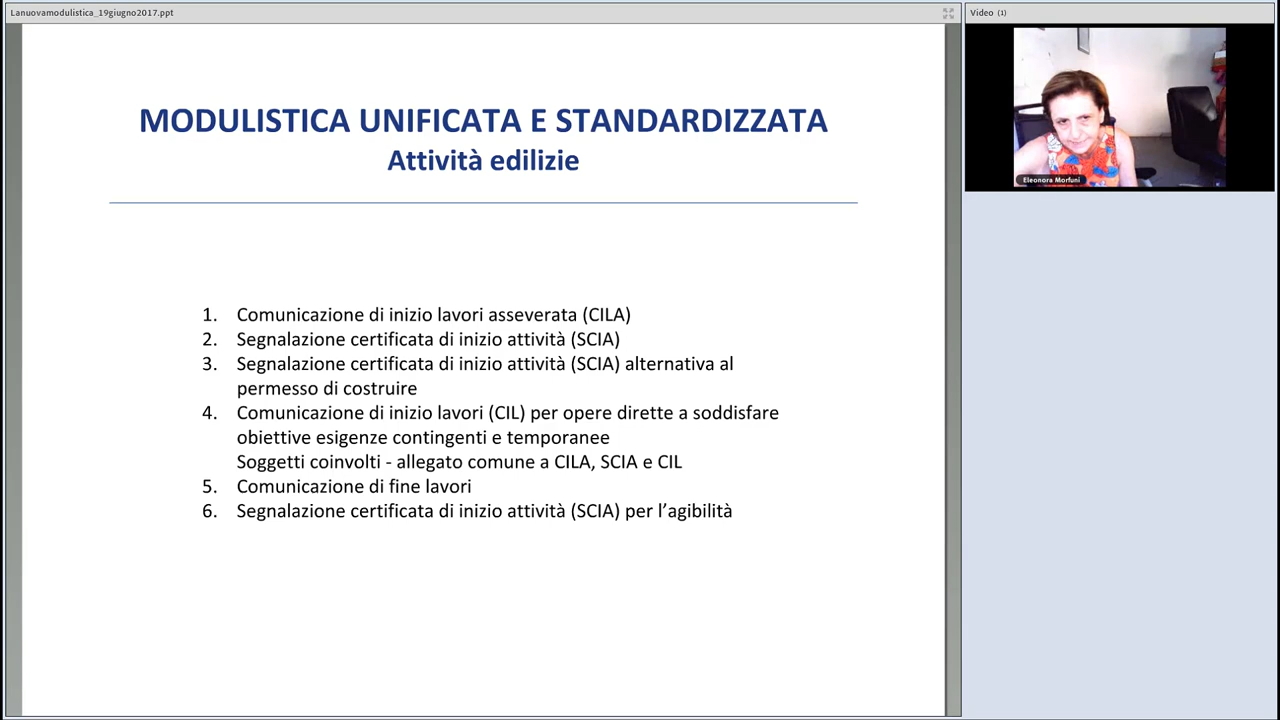 Lanuovamodulistica_19giugno2017.ppt
Video (1)
MODULISTICA UNIFICATA E STANDARDIZZATA
Attività edilizie
Eleonora Morfuni
1. Comunicazione di inizio lavori asseverata (CILA)
2. Segnalazione certificata di inizio attività (SCIA)
3. Segnalazione certificata di inizio attività (SCIA) alternativa al
permesso di costruire
4. Comunicazione di inizio lavori (CIL) per opere dirette a soddisfare
obiettive esigenze contingenti e temporanee
Soggetti coinvolti - allegato comune a CILA, SCIA e CIL
5. Comunicazione di fine lavori
6. Segnalazione certificata di inizio attività (SCIA) per l’agibilità